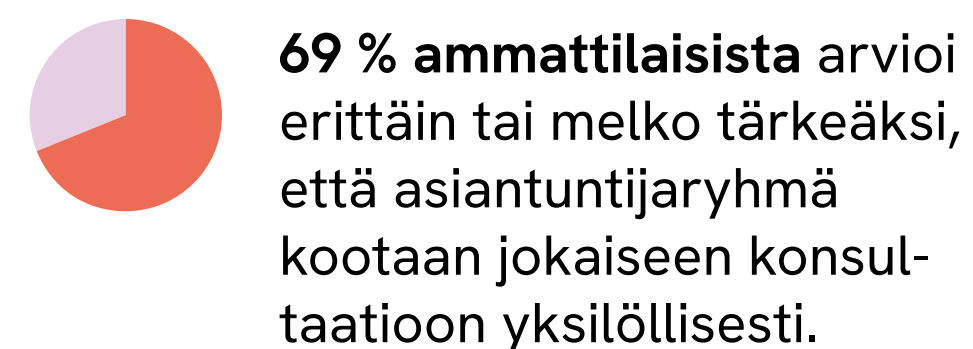 69 % ammattilaisista arvioi
erittäin tai melko tärkeäksi,
että asiantuntijaryhmä
kootaan jokaiseen konsul-
taatioon yksilöllisesti.